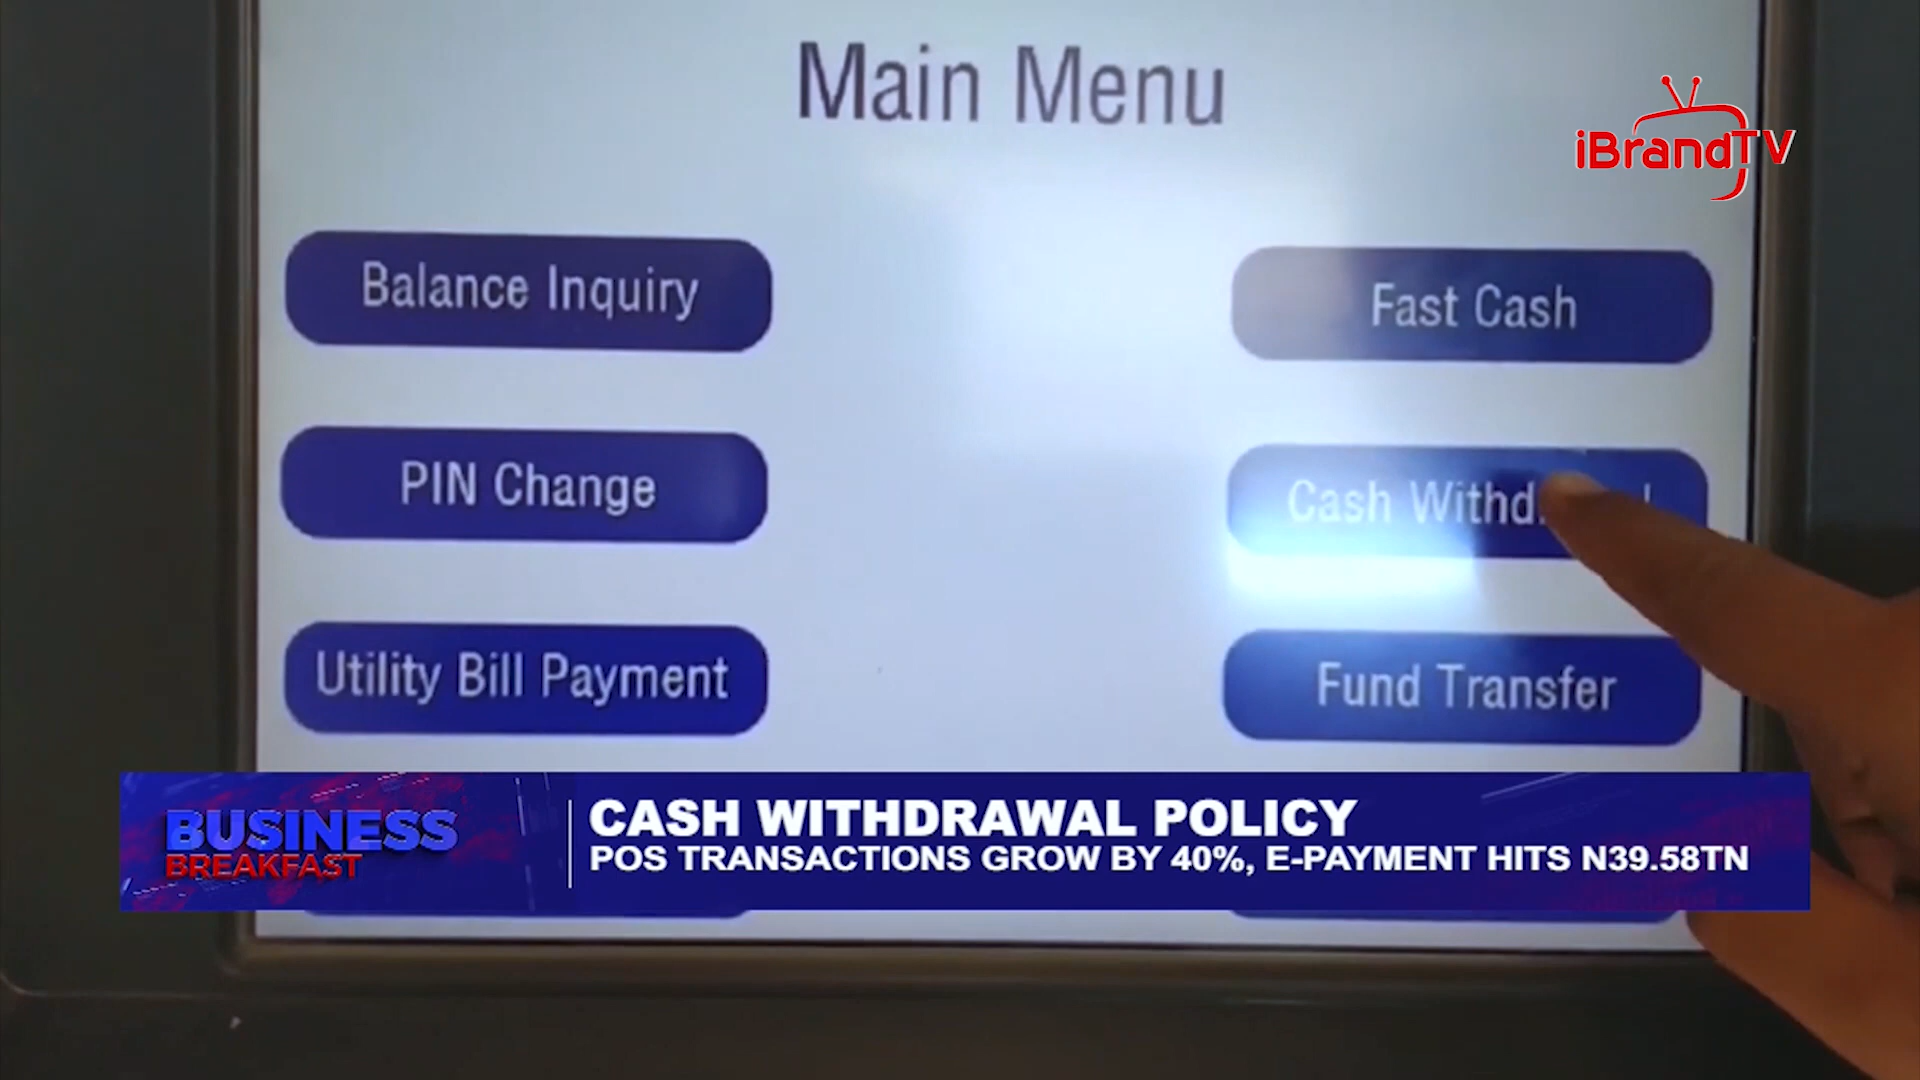 Main Menu
iBrandTV
Balance Inquiry
Fast Cash
PIN Change
Cash
Utility Bill Payment
Fund Transfer
BUSINESS
BREAKFAST
CASH WITHDRAWAL POLICY
POS TRANSACTIONS GROW BY 40%, E-PAYMENT HITS N39.58TN